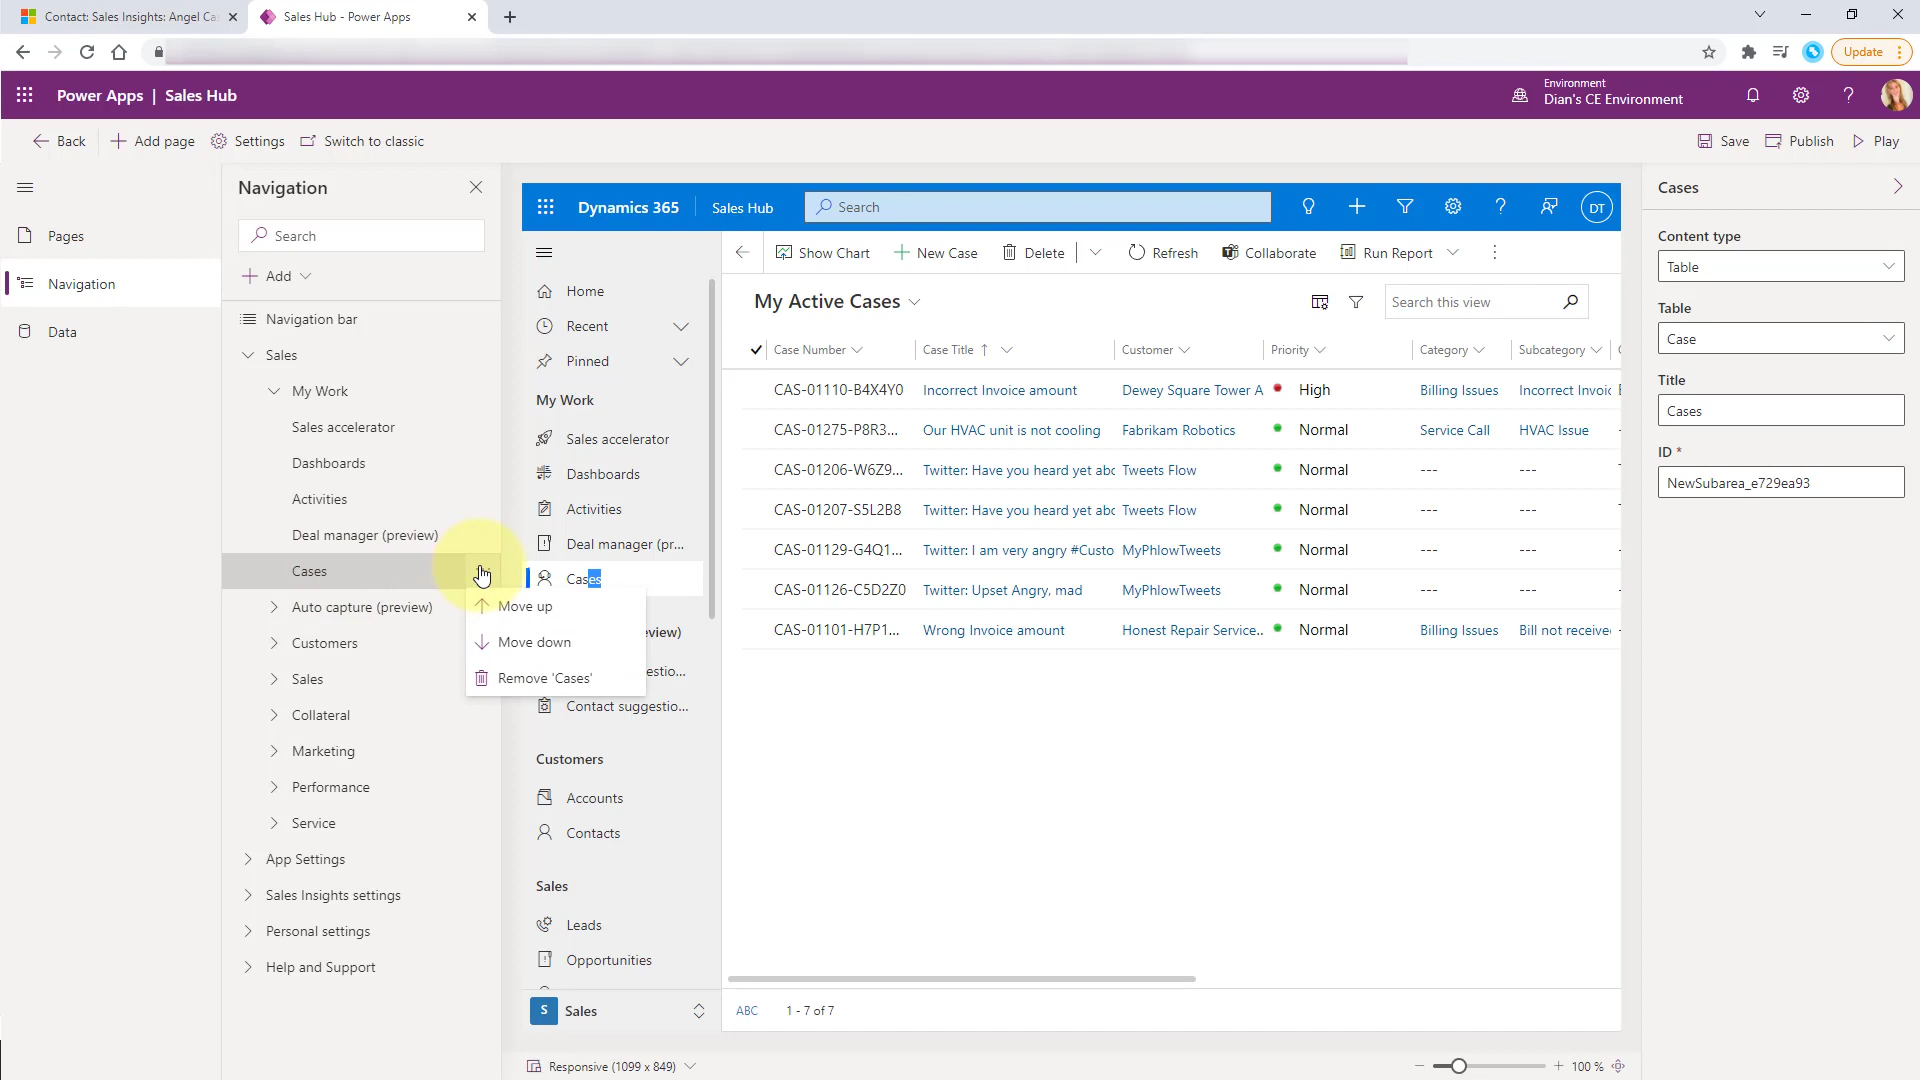 Contact: Sales Insights: Angel Ca
Sales Hub - Power Apps
Update
Power Apps | Sales Hub
Environment
Dian's CE Environment
Back
Add page
Settings
Switch to classic
Save
Publish
Play
Pages
Navigation
Data
Navigation
Search
Add
Navigation bar
Sales
My Work
Sales accelerator
Dashboards
Activities
Deal manager (preview)
Cases
Auto capture (preview)
Customers
Sales
Collateral
Marketing
Performance
Service
App Settings
Sales Insights settings
Personal settings
Help and Support
Move up
Move down
Remove 'Cases'
Dynamics 365
Sales Hub
Search
DT
Home
Recent
Pinned
My Work
Sales accelerator
Dashboards
Activities
Deal manager (pr...
Cases
eview)
estio...
Contact suggestio...
Customers
Accounts
Contacts
Sales
Leads
Opportunities
S Sales
Show Chart
New Case
Delete
Refresh
Collaborate
Run Report
My Active Cases
Search this view
Case Number Case Title Customer Priority Category Subcategory
CAS-01110-B4X4Y0 Incorrect Invoice amount Dewey Square Tower A High Billing Issues Incorrect Invoic
CAS-01275-P8R3... Our HVAC unit is not cooling Fabrikam Robotics Normal Service Call HVAC Issue
CAS-01206-W6Z9... Twitter: Have you heard yet abc Tweets Flow Normal --- ---
CAS-01207-S5L2B8 Twitter: Have you heard yet abc Tweets Flow Normal --- ---
CAS-01129-G4Q1... Twitter: I am very angry #Custo MyPhlowTweets Normal --- ---
CAS-01126-C5D2Z0 Twitter: Upset Angry, mad MyPhlowTweets Normal --- ---
CAS-01101-H7P1... Wrong Invoice amount Honest Repair Service... Normal Billing Issues Bill not receive
ABC
1 - 7 of 7
Responsive (1099 x 849)
100 %
Cases
Content type
Table
Table
Case
Title
Cases
ID *
NewSubarea_e729ea93